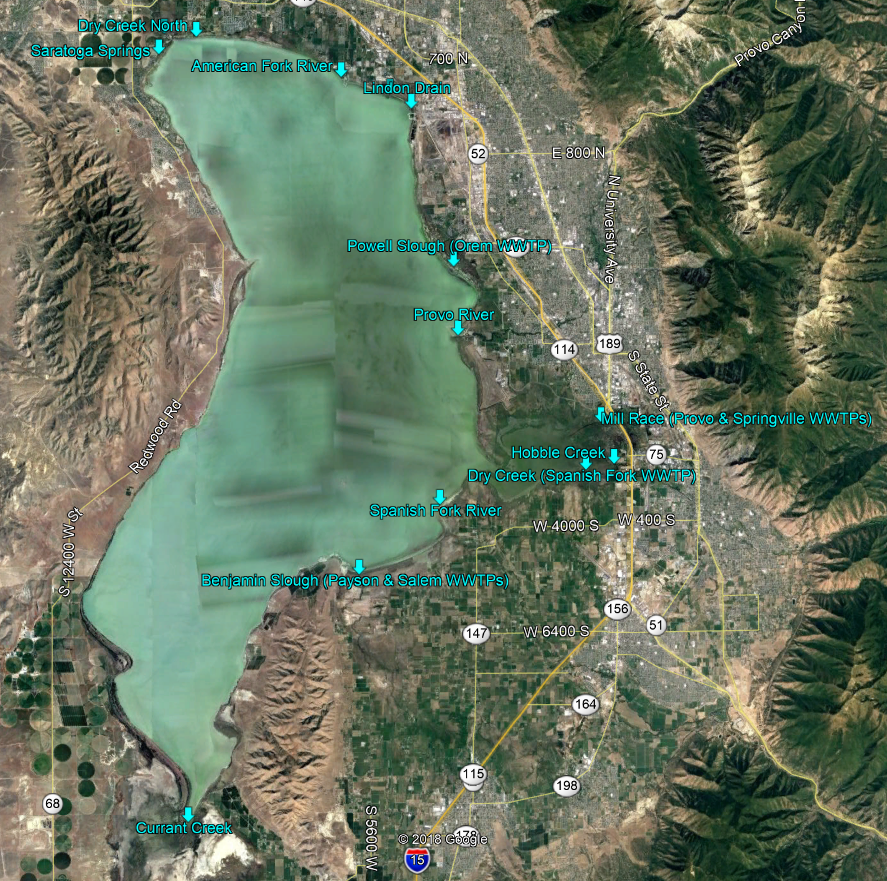 Dry Creek North
Saratoga Springs
American Fork River
700 N
Lindon Drain
Provo Cany
52
E 800 N
N University Ave
Powell Slough (Orem WWTP)
Provo River
114
189
S State St
Redwood Rd
Mill Race (Provo & Springville WWTPs)
Hobble Creek
75
Dry Creek (Spanish Fork WWTP)
Spanish Fork River
W 4000 S
W 400 S
S 12400 W St
Benjamin Slough (Payson & Salem WWTPs)
156
51
147
W 6400 S
164
115
198
68
S 5600 W
Currant Creek
© 2018 Google
178
15